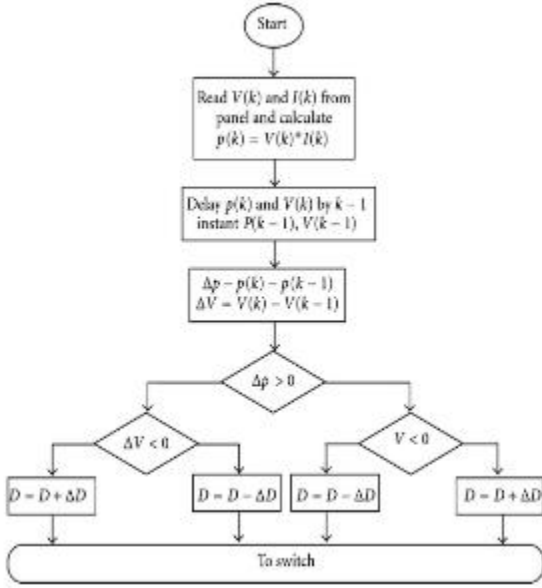 Start
Read V(k) and I(k) from
panel and calculate
p(k) = V(k)*I(k)
Delay p(k) and V(k) by k − 1
instant P(k−1), V(k−1)
Δp − p(k) − p(k−1)
ΔV = V(k) − V(k−1)
Δp > 0
ΔV < 0
V < 0
D = D + ΔD
D = D − ΔD
D = D − ΔD
D = D + ΔD
To switch